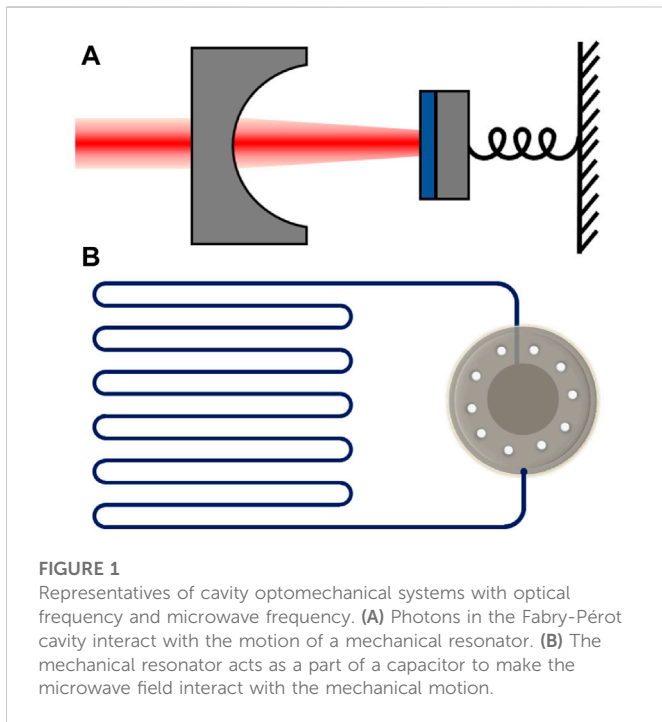 A
B
FIGURE 1
Representatives of cavity optomechanical systems with optical
frequency and microwave frequency. (A) Photons in the Fabry-Pérot
cavity interact with the motion of a mechanical resonator. (B) The
mechanical resonator acts as a part of a capacitor to make the
microwave field interact with the mechanical motion.